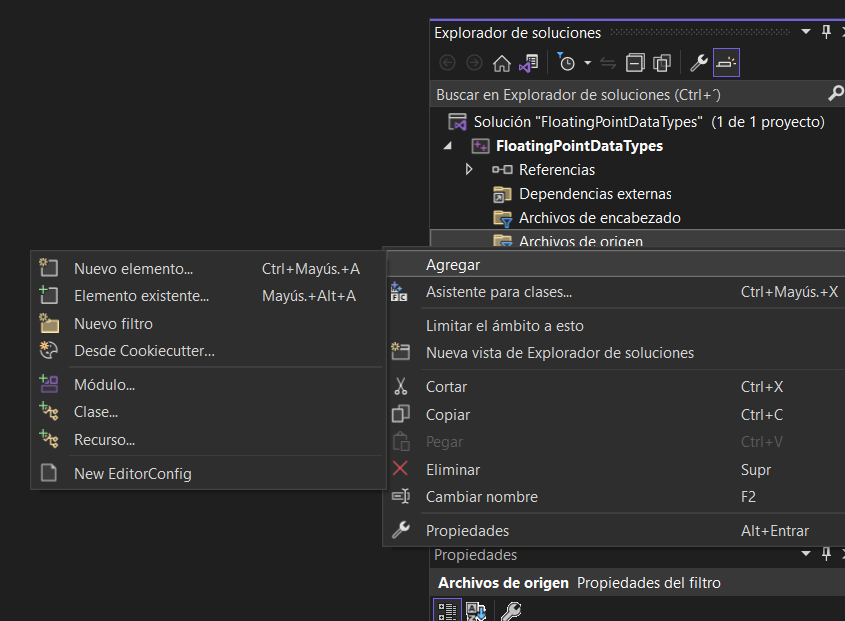 Explorador de soluciones
Buscar en Explorador de soluciones (Ctrl+´)
Solución "FloatingPointDataTypes" (1 de 1 proyecto)
FloatingPointDataTypes
Referencias
Dependencias externas
Archivos de encabezado
Archivos de origen
Nuevo elemento... Ctrl+Mayús.+A
Elemento existente... Mayús.+Alt+A
Nuevo filtro
Desde Cookiecutter...
Módulo...
Clase...
Recurso...
New EditorConfig
Agregar
Asistente para clases... Ctrl+Mayús.+X
Limitar el ámbito a esto
Nueva vista de Explorador de soluciones
Cortar Ctrl+X
Copiar Ctrl+C
Pegar Ctrl+V
Eliminar Supr
Cambiar nombre F2
Propiedades Alt+Entrar
Propiedades
Archivos de origen Propiedades del filtro